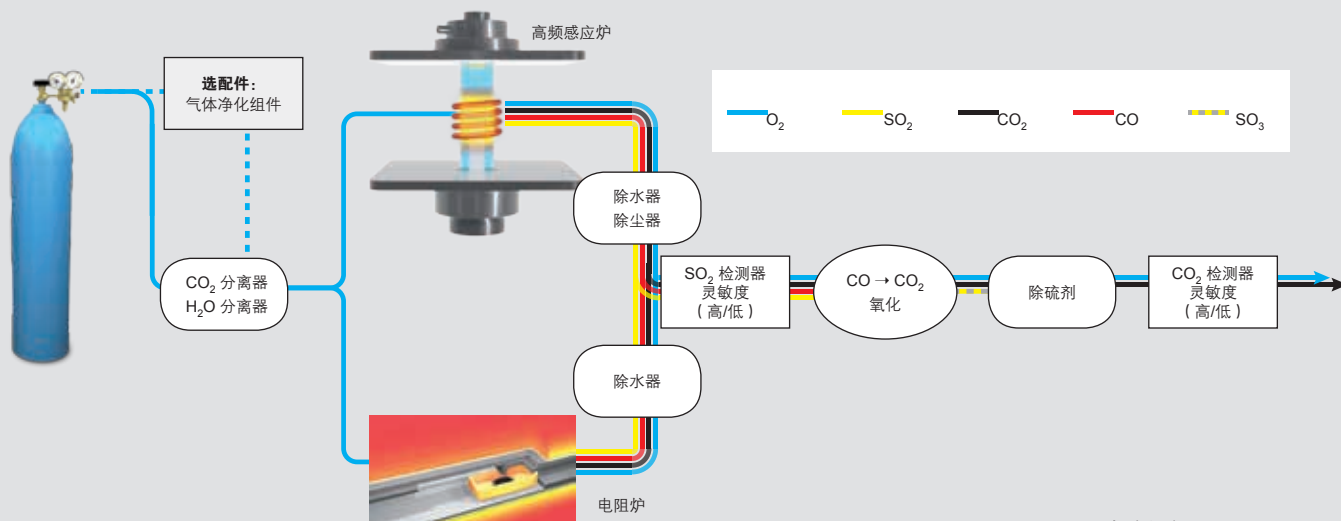 高频感应炉
选配件：
气体净化组件
O₂ SO₂ CO₂ CO SO₃
除水器
除尘器
CO₂ 分离器
H₂O 分离器
SO₂ 检测器
灵敏度
（高/低）
CO → CO₂
氧化
除硫剂
CO₂ 检测器
灵敏度
（高/低）
除水器
电阻炉